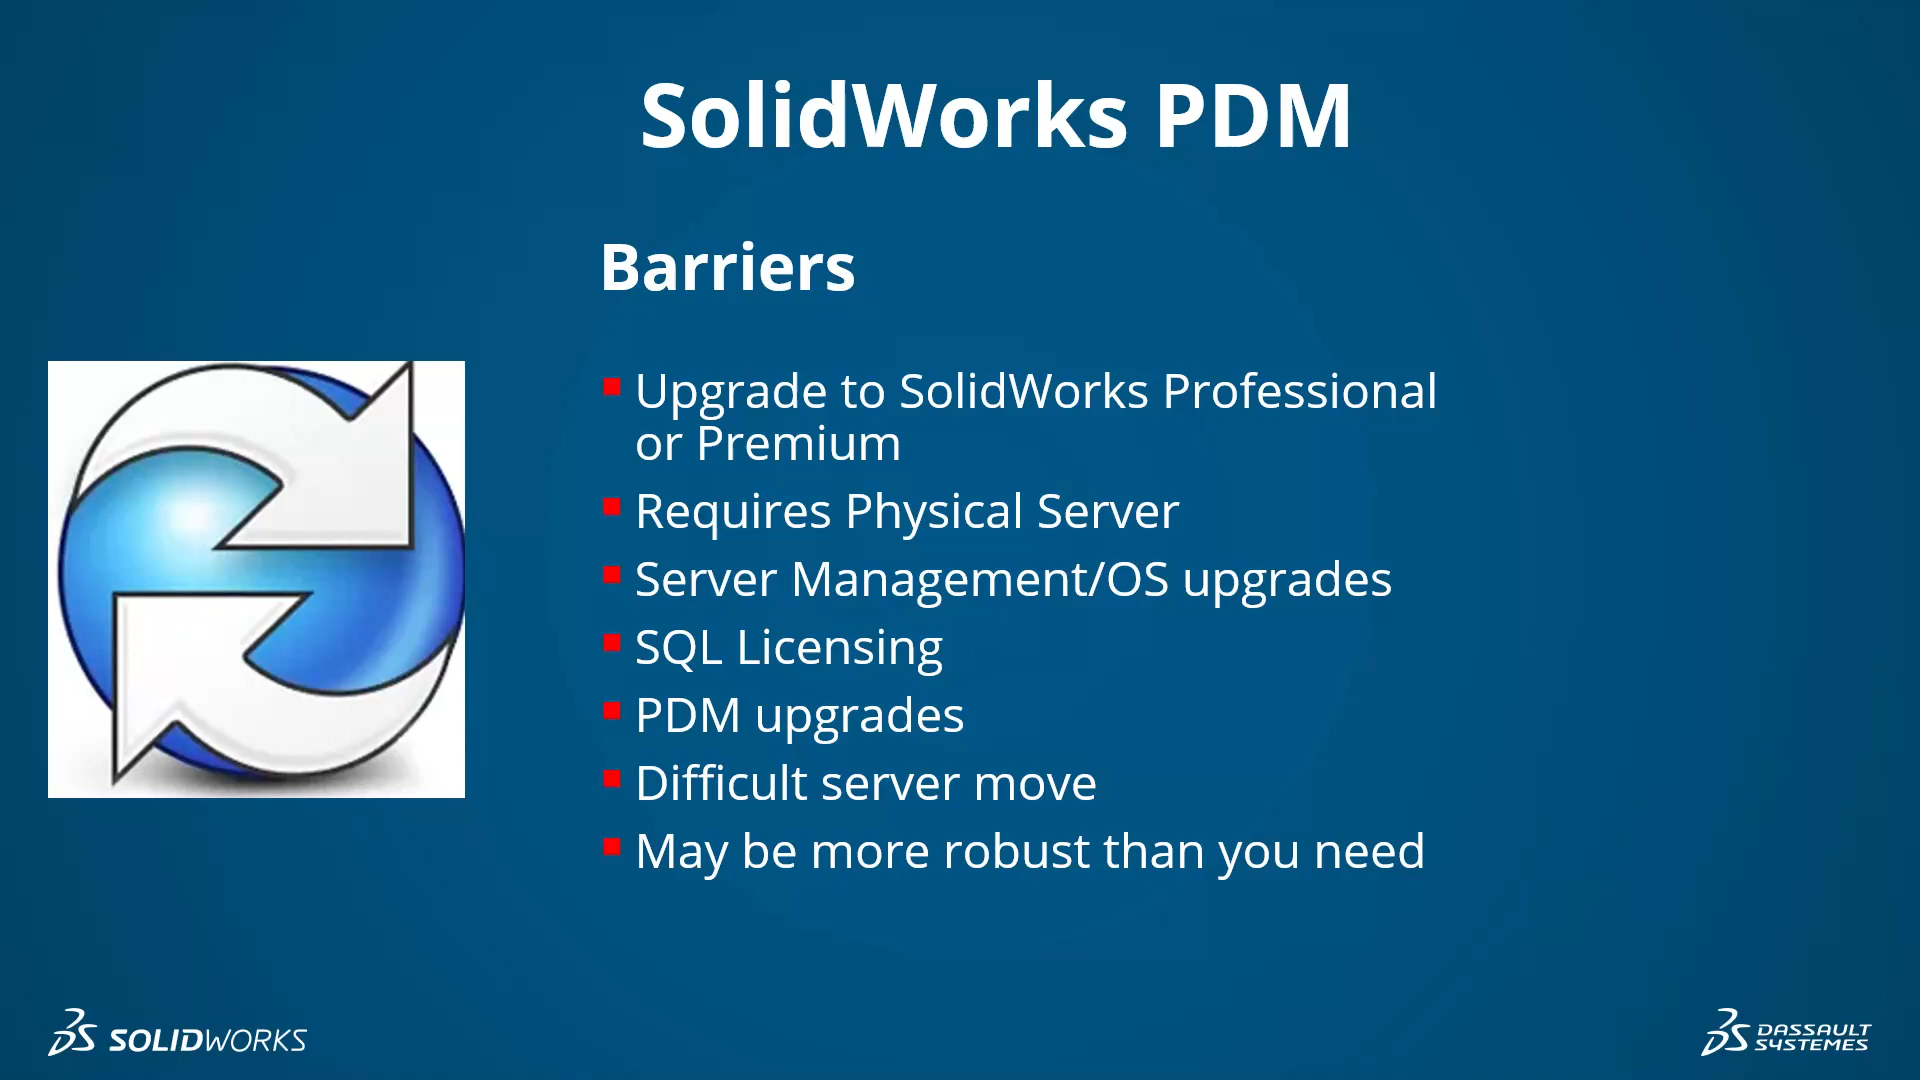 SolidWorks PDM
Barriers
Upgrade to SolidWorks Professional
or Premium
Requires Physical Server
Server Management/OS upgrades
SQL Licensing
PDM upgrades
Difficult server move
May be more robust than you need
SOLIDWORKS
DASSAULT
SYSTEMES